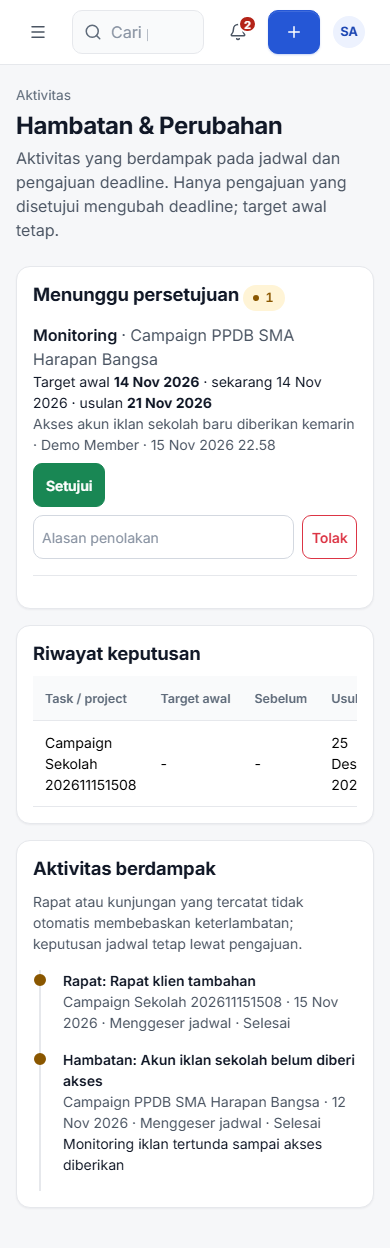 Cari
2
+
SA
Aktivitas
Hambatan & Perubahan
Aktivitas yang berdampak pada jadwal dan
pengajuan deadline. Hanya pengajuan yang
disetujui mengubah deadline; target awal
tetap.
Menunggu persetujuan 1
Monitoring · Campaign PPDB SMA
Harapan Bangsa
Target awal 14 Nov 2026 · sekarang 14 Nov
2026 · usulan 21 Nov 2026
Akses akun iklan sekolah baru diberikan kemarin
· Demo Member · 15 Nov 2026 22.58
Setujui
Alasan penolakan
Tolak
Riwayat keputusan
Task / project Target awal Sebelum Usul
Campaign
Sekolah
202611151508
- - 25
Des
202
Aktivitas berdampak
Rapat atau kunjungan yang tercatat tidak
otomatis membebaskan keterlambatan;
keputusan jadwal tetap lewat pengajuan.
Rapat: Rapat klien tambahan
Campaign Sekolah 202611151508 · 15 Nov
2026 · Menggeser jadwal · Selesai
Hambatan: Akun iklan sekolah belum diberi
akses
Campaign PPDB SMA Harapan Bangsa · 12
Nov 2026 · Menggeser jadwal · Selesai
Monitoring iklan tertunda sampai akses
diberikan